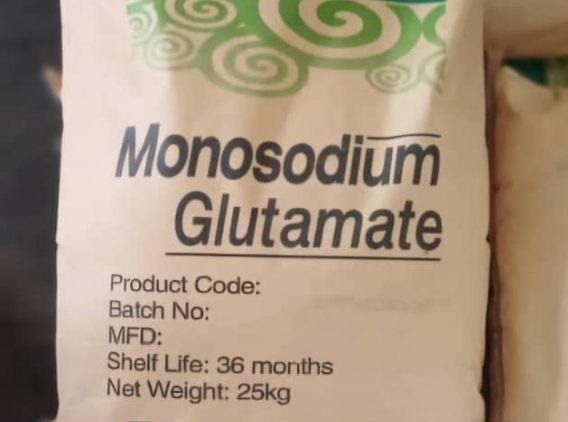 Monosodium
Glutamate
Product Code:
Batch No:
MFD:
Shelf Life: 36 months
Net Weight: 25kg